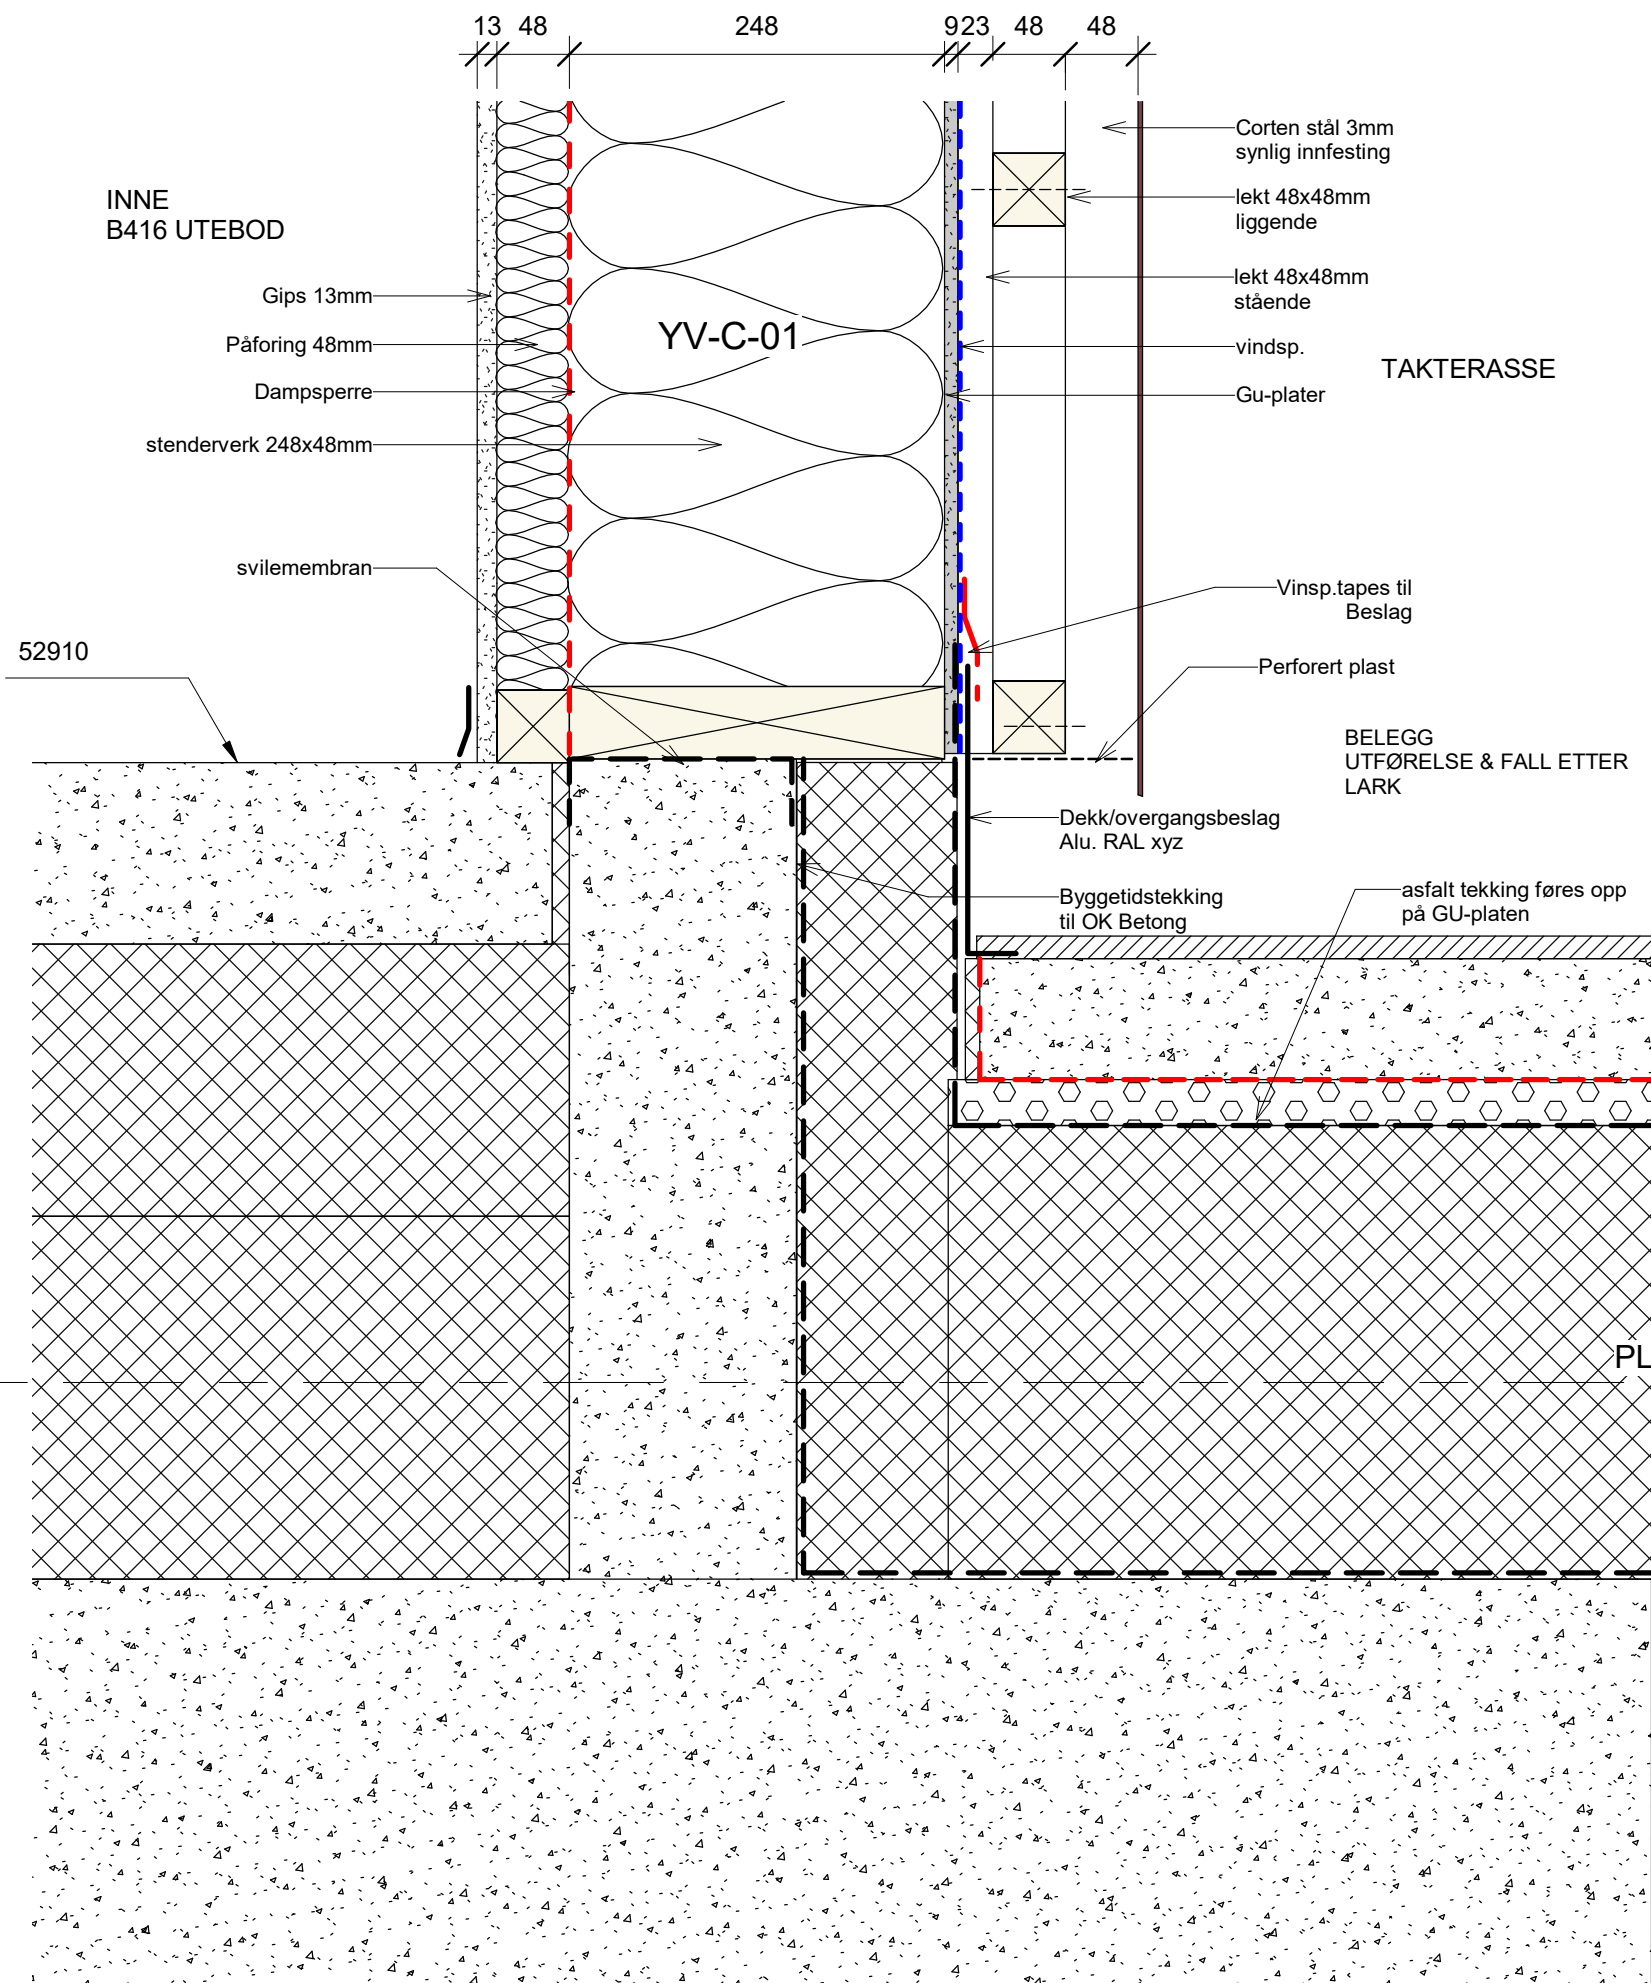 13 48 248 9 23 48 48
Corten stål 3mm
synlig innfesting
INNE
B416 UTEBOD
lekt 48x48mm
liggende
Gips 13mm
lekt 48x48mm
stående
Påforing 48mm
YV-C-01
vindsp.
TAKTERASSE
Dampsperre
Gu-plater
stenderverk 248x48mm
svilemembran
Vinsp.tapes til
Beslag
52910
Perforert plast
BELEGG
UTFØRELSE & FALL ETTER
LARK
Dekk/overgangsbeslag
Alu. RAL xyz
Byggetidstekking
til OK Betong
asfalt tekking føres opp
på GU-platen
PL